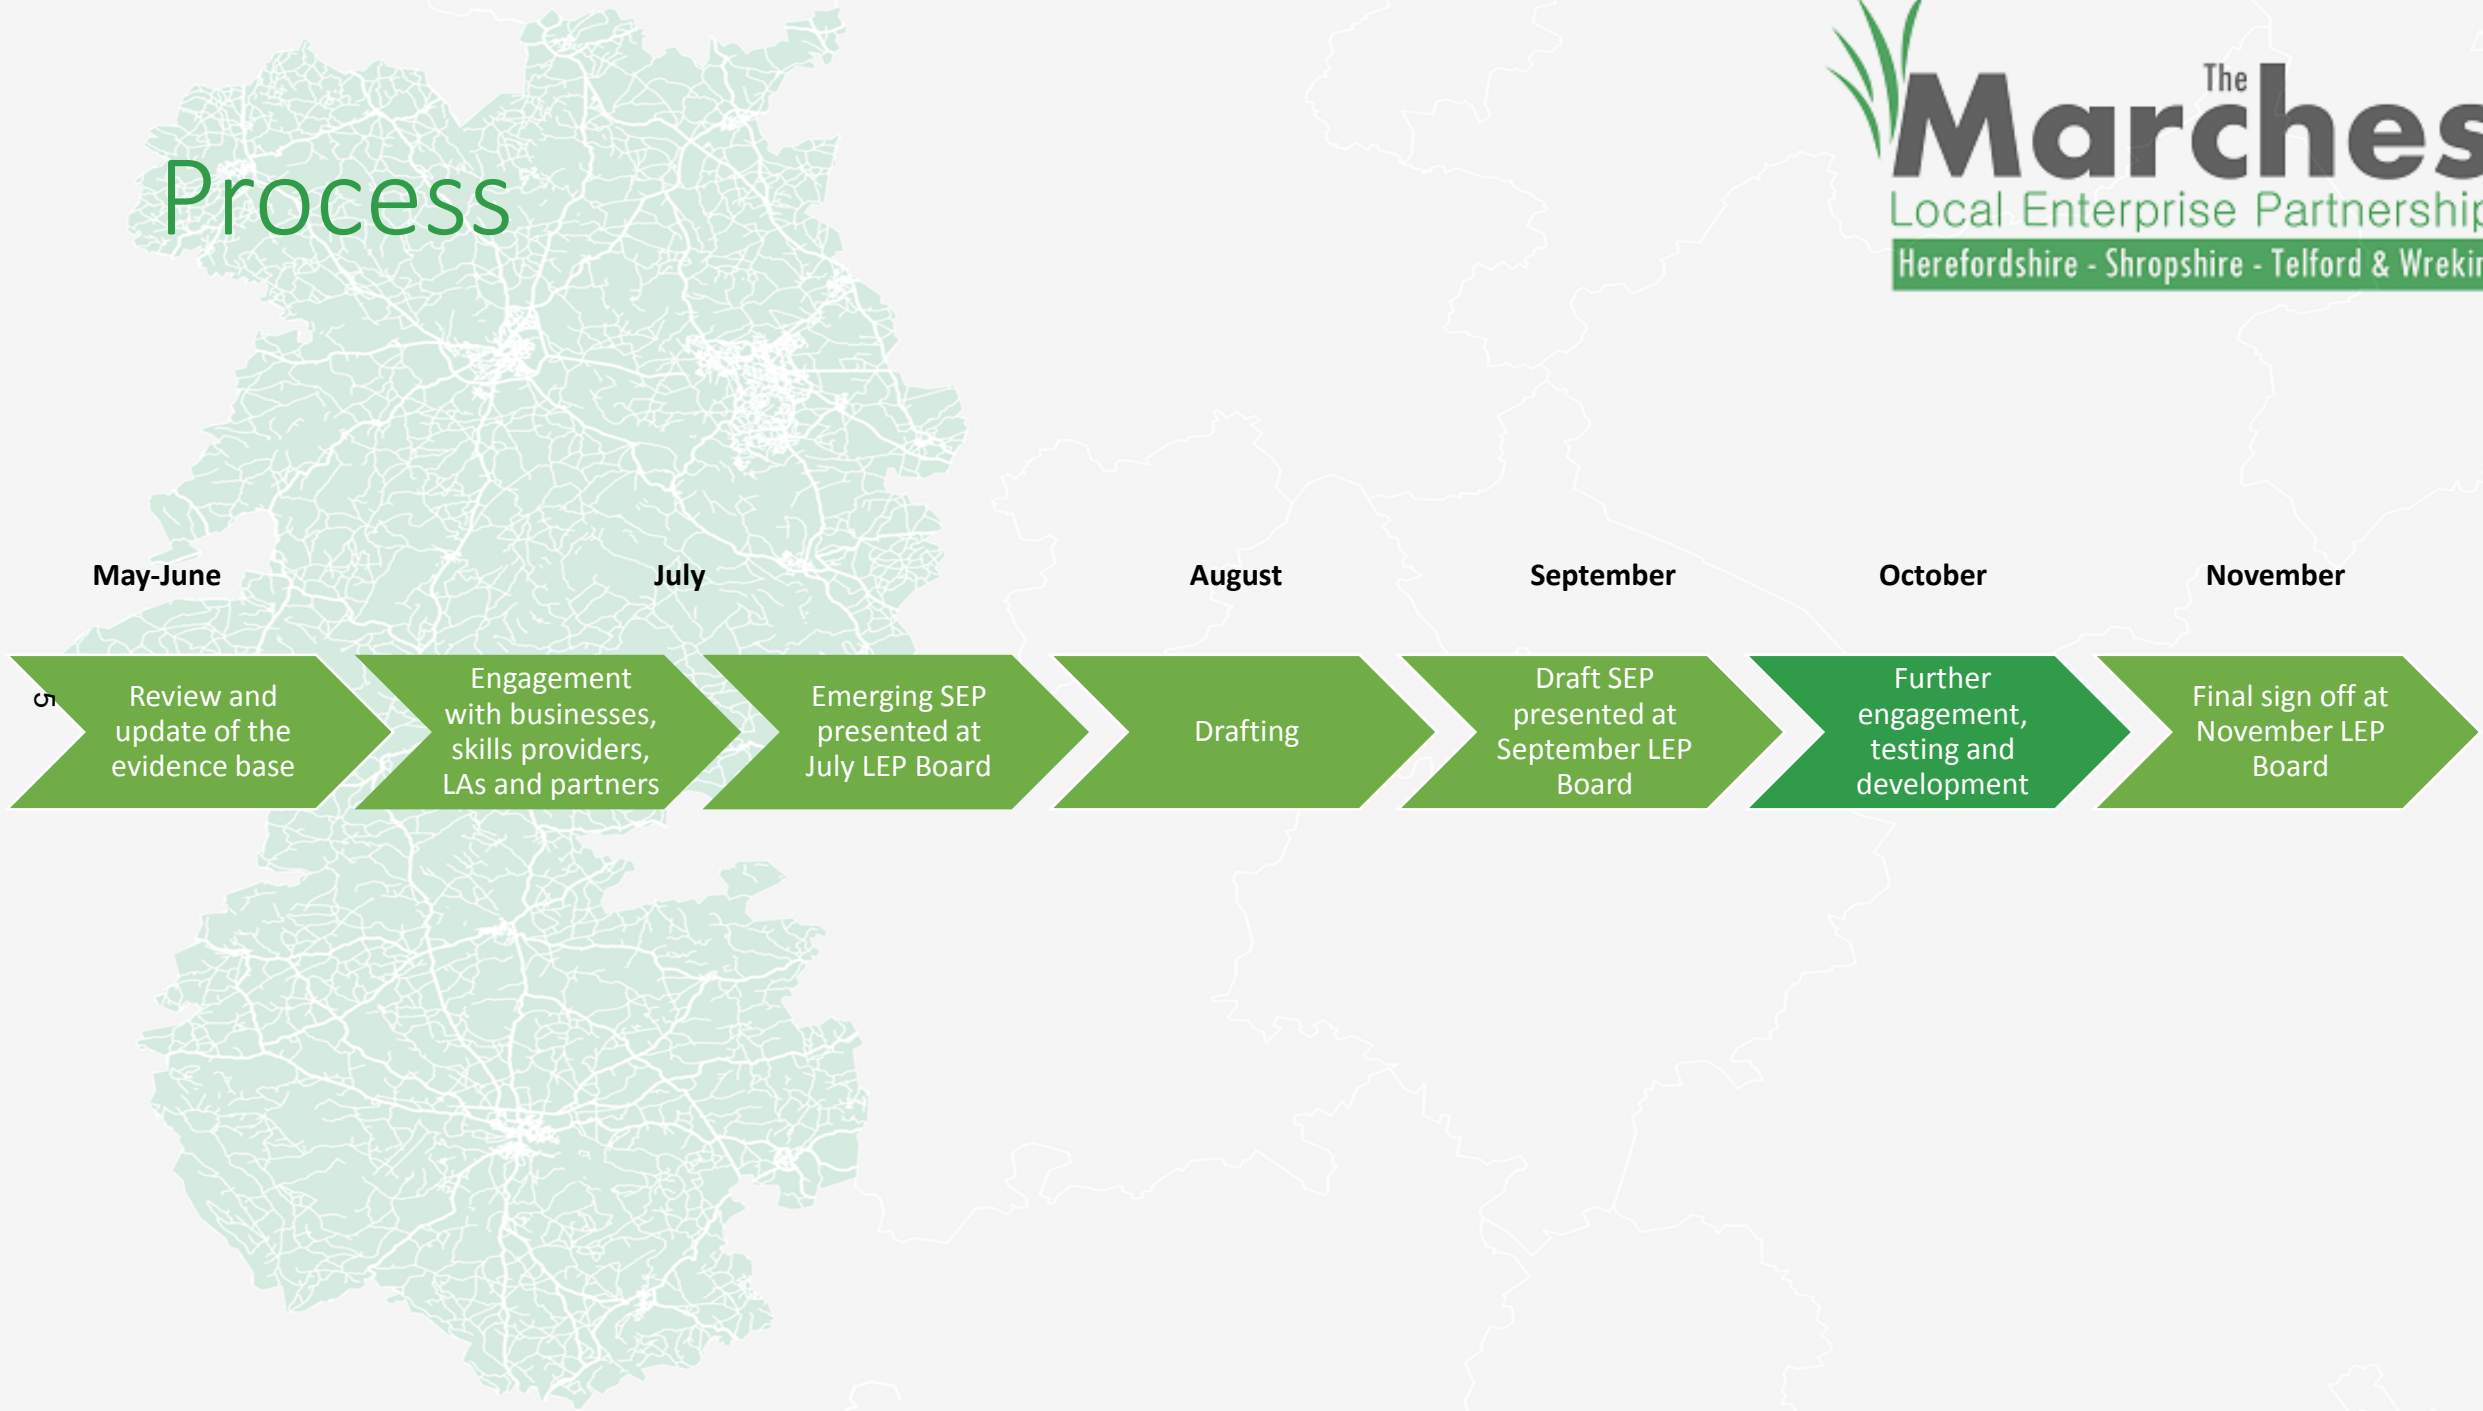 The
Marches
Local Enterprise Partnership
Herefordshire - Shropshire - Telford & Wrekin
Process
May-June
July
August
September
October
November
5
Review and
update of the
evidence base
Engagement
with businesses,
skills providers,
LAs and partners
Emerging SEP
presented at
July LEP Board
Drafting
Draft SEP
presented at
September LEP
Board
Further
engagement,
testing and
development
Final sign off at
November LEP
Board